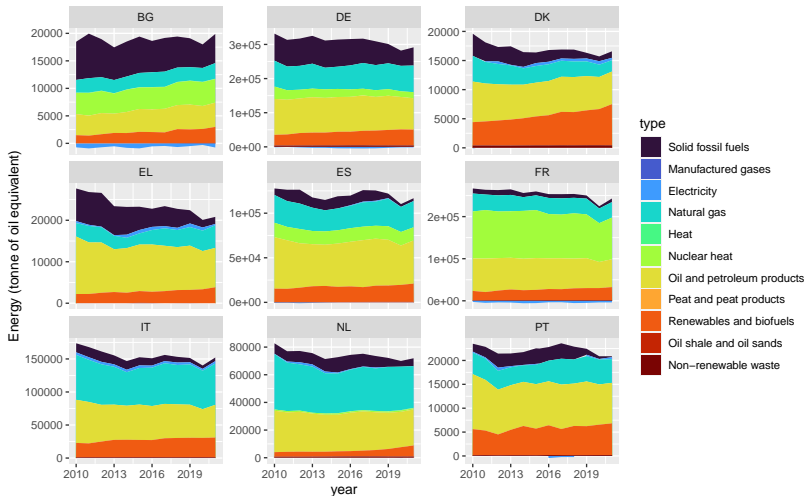 BG
DE
DK
20000
15000
10000
5000
0
3e+05
2e+05
1e+05
0e+00
20000
15000
10000
5000
0
EL
ES
FR
20000
10000
0
1e+05
5e+04
0e+00
2e+05
1e+05
0e+00
IT
NL
PT
150000
100000
50000
0
80000
60000
40000
20000
0
20000
15000
10000
5000
0
2010 2013 2016 2019
2010 2013 2016 2019
2010 2013 2016 2019
year
Energy (tonne of oil equivalent)
type
Solid fossil fuels
Manufactured gases
Electricity
Natural gas
Heat
Nuclear heat
Oil and petroleum products
Peat and peat products
Renewables and biofuels
Oil shale and oil sands
Non−renewable waste